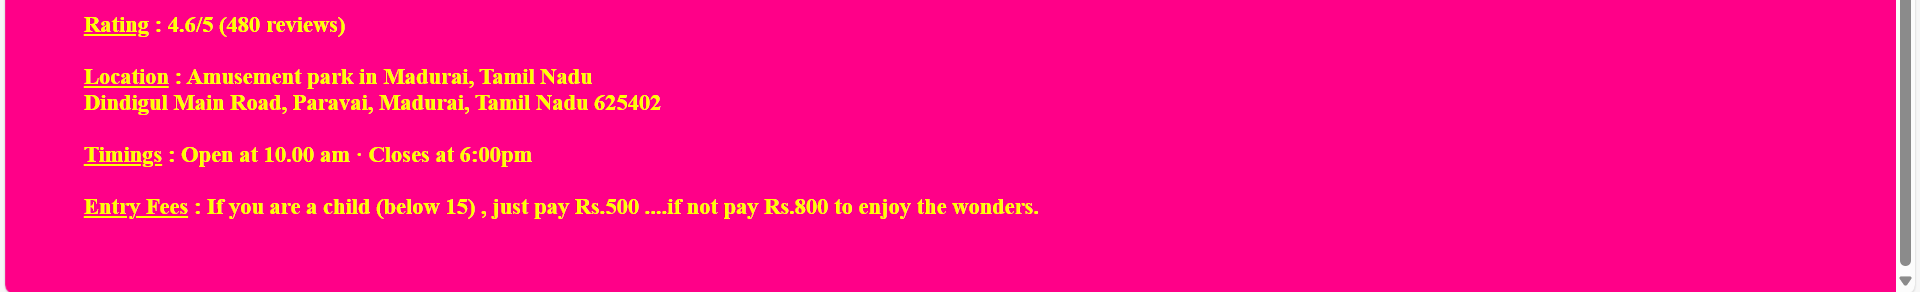 Rating : 4.6/5 (480 reviews)
Location : Amusement park in Madurai, Tamil Nadu
Dindigul Main Road, Paravai, Madurai, Tamil Nadu 625402
Timings : Open at 10.00 am · Closes at 6:00pm
Entry Fees : If you are a child (below 15) , just pay Rs.500 ....if not pay Rs.800 to enjoy the wonders.